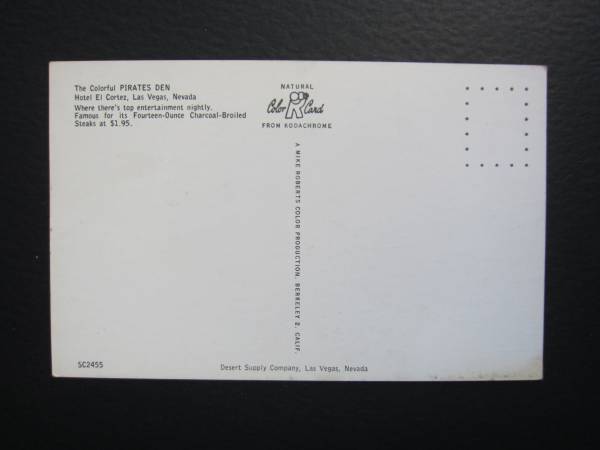 The Colorful PIRATES DEN
Hotel El Cortez, Las Vegas, Nevada
Where there's top entertainment nightly.
Famous for its Fourteen-Ounce Charcoal-Broiled
Steaks at $1.95.
NATURAL
Color Card
FROM KODACHROME
A MIKE ROBERTS COLOR PRODUCTION, BERKELEY 2, CALIF.
SC2455
Desert Supply Company, Las Vegas, Nevada